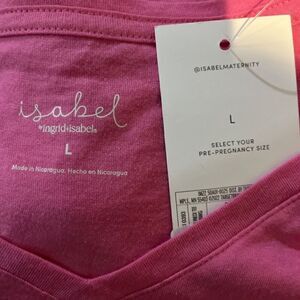 isabel
by ingrid+isabel®
L
Made in Nicaragua. Hecho en Nicaragua
@ISABELMATERNITY
L
SELECT YOUR
PRE-PREGNANCY SIZE